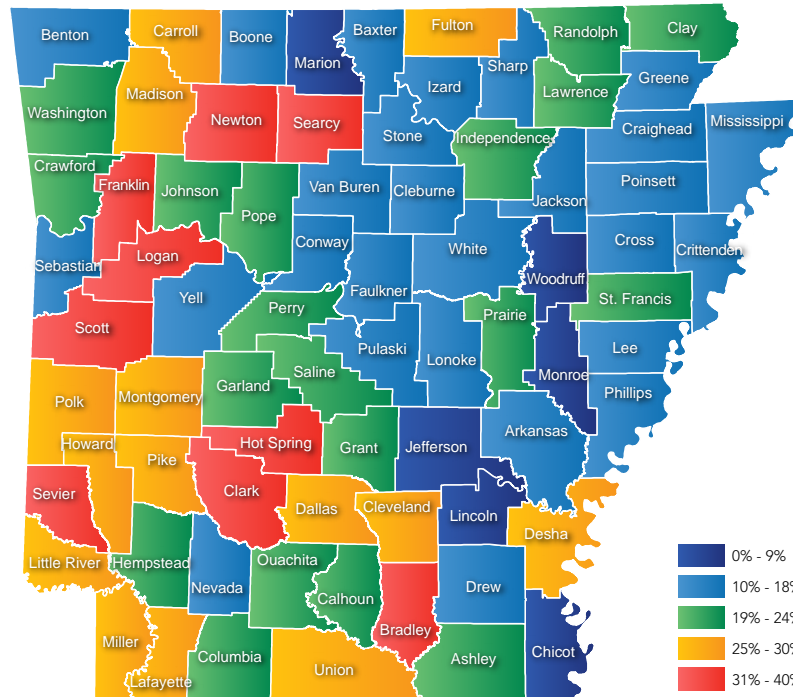 Benton
Carroll
Boone
Marion
Baxter
Fulton
Sharp
Randolph
Clay
Washington
Madison
Newton
Searcy
Izard
Stone
Lawrence
Greene
Independence
Craighead
Mississippi
Crawford
Franklin
Johnson
Pope
Van Buren
Cleburne
Jackson
Poinsett
Sebastian
Logan
Conway
Faulkner
White
Woodruff
Cross
Crittenden
Yell
Perry
Prairie
St. Francis
Scott
Saline
Pulaski
Lonoke
Monroe
Lee
Phillips
Polk
Montgomery
Garland
Howard
Pike
Hot Spring
Grant
Jefferson
Arkansas
Sevier
Clark
Dallas
Cleveland
Lincoln
Desha
Little River
Hempstead
Nevada
Ouachita
Calhoun
Bradley
Drew
Chicot
Miller
Lafayette
Columbia
Union
Ashley
0% - 9%
10% - 18%
19% - 24%
25% - 30%
31% - 40%